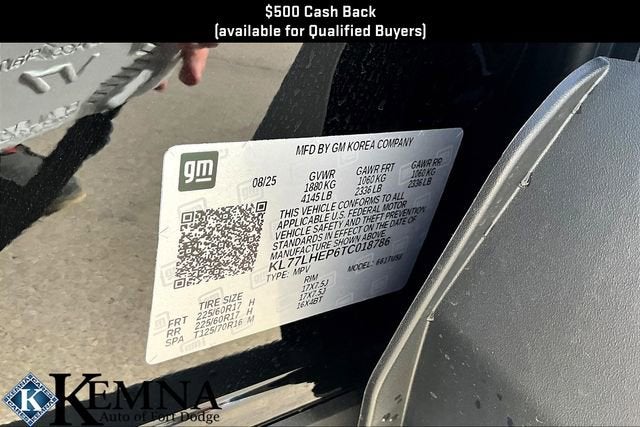 $500 Cash Back
(available for Qualified Buyers)
gm
MFD BY GM KOREA COMPANY
08/25
GVWR GAWR FRT GAWR RR
1880 KG 1060 KG 1060 KG
4145 LB 2336 LB 2336 LB
THIS VEHICLE CONFORMS TO ALL
APPLICABLE U.S. FEDERAL MOTOR
VEHICLE SAFETY AND THEFT PREVENTION
STANDARDS IN EFFECT ON THE DATE OF
MANUFACTURE SHOWN ABOVE.
KL77LHEP6TC018786
TYPE: MPV MODEL:
TIRE SIZE RIM
FRT 225/60R17 H 17X7.5J
RR 225/60R17 H 17X7.5J
SPA T125/70R16 M 16X4BT
KEMNA
Auto of Fort Dodge